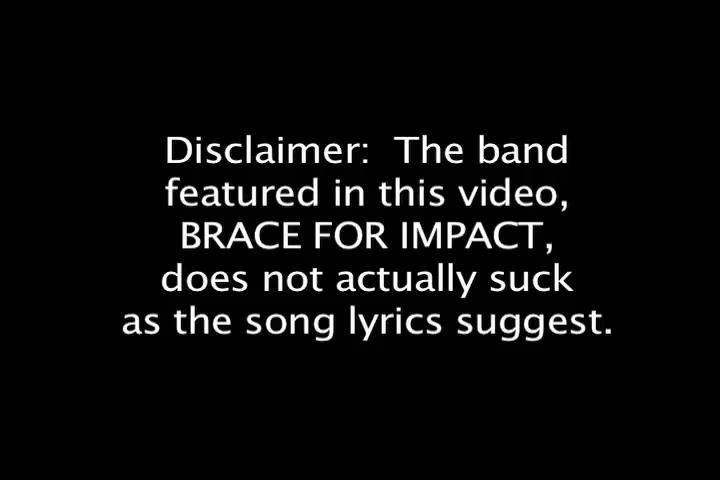 Disclaimer:  The band
featured in this video,
BRACE FOR IMPACT,
does not actually suck
as the song lyrics suggest.